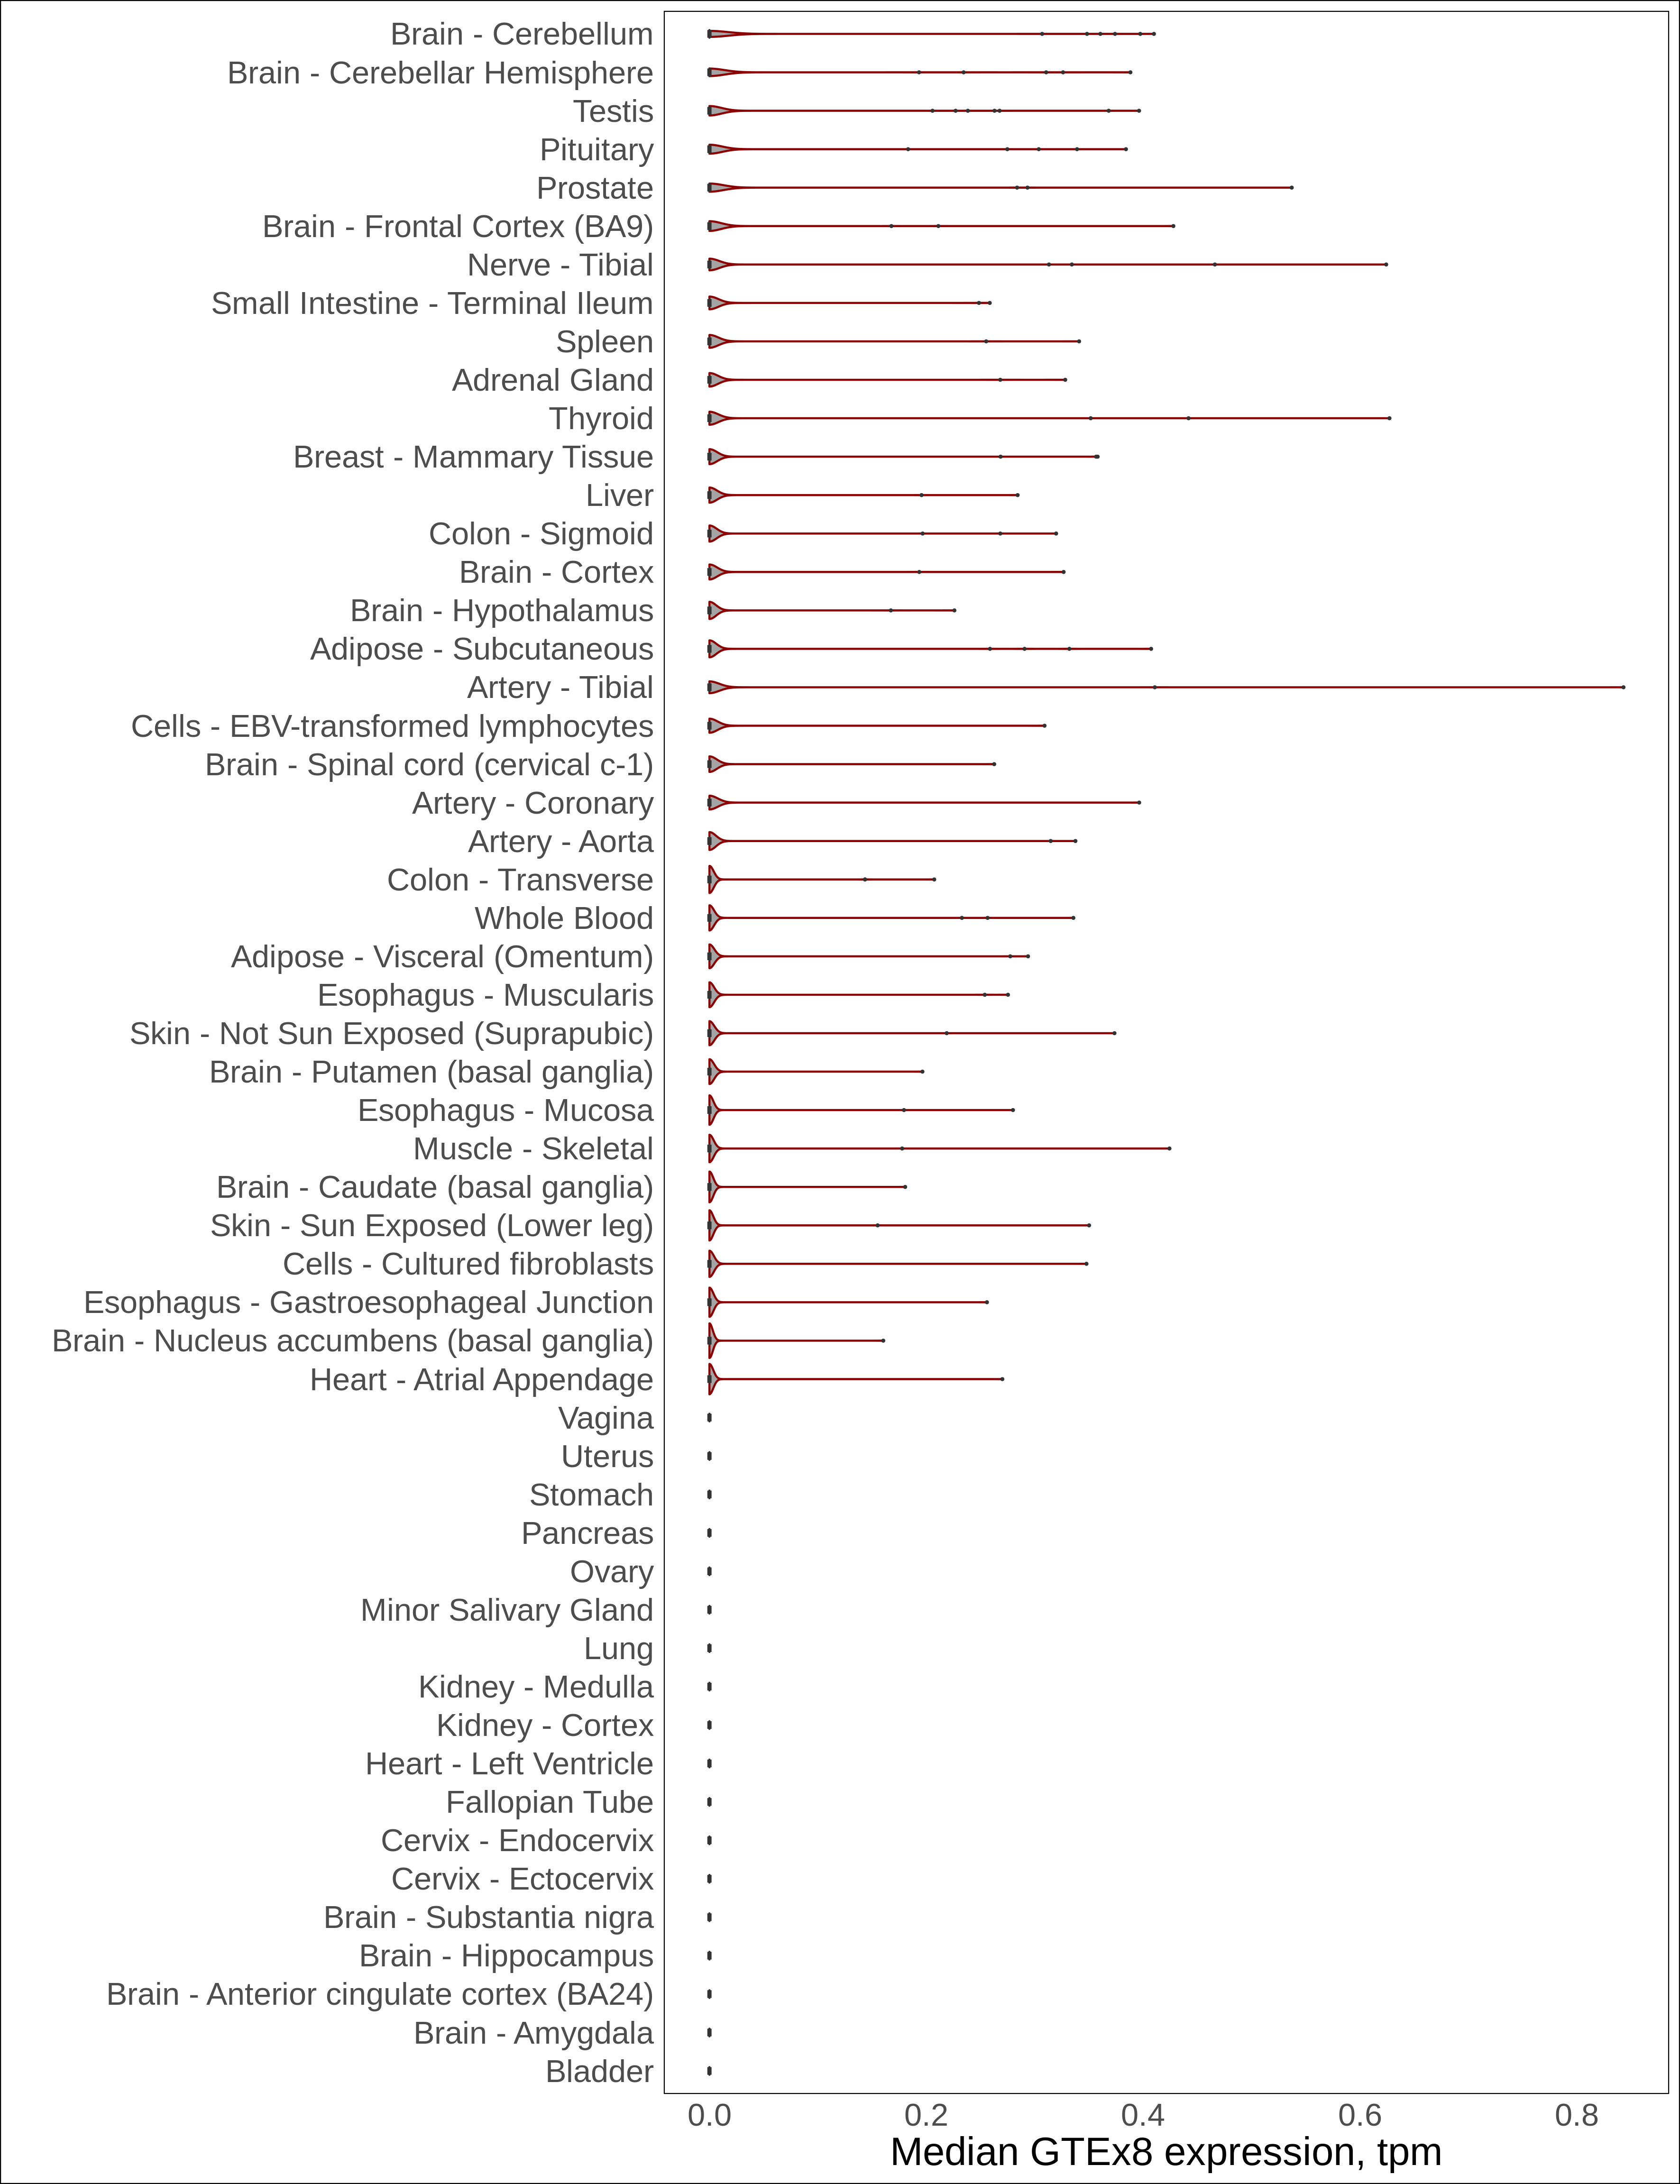 Brain - Cerebellum
Brain - Cerebellar Hemisphere
Testis
Pituitary
Prostate
Brain - Frontal Cortex (BA9)
Nerve - Tibial
Small Intestine - Terminal Ileum
Spleen
Adrenal Gland
Thyroid
Breast - Mammary Tissue
Liver
Colon - Sigmoid
Brain - Cortex
Brain - Hypothalamus
Adipose - Subcutaneous
Artery - Tibial
Cells - EBV-transformed lymphocytes
Brain - Spinal cord (cervical c-1)
Artery - Coronary
Artery - Aorta
Colon - Transverse
Whole Blood
Adipose - Visceral (Omentum)
Esophagus - Muscularis
Skin - Not Sun Exposed (Suprapubic)
Brain - Putamen (basal ganglia)
Esophagus - Mucosa
Muscle - Skeletal
Brain - Caudate (basal ganglia)
Skin - Sun Exposed (Lower leg)
Cells - Cultured fibroblasts
Esophagus - Gastroesophageal Junction
Brain - Nucleus accumbens (basal ganglia)
Heart - Atrial Appendage
Vagina
Uterus
Stomach
Pancreas
Ovary
Minor Salivary Gland
Lung
Kidney - Medulla
Kidney - Cortex
Heart - Left Ventricle
Fallopian Tube
Cervix - Endocervix
Cervix - Ectocervix
Brain - Substantia nigra
Brain - Hippocampus
Brain - Anterior cingulate cortex (BA24)
Brain - Amygdala
Bladder
0.0 0.2 0.4 0.6 0.8
Median GTEx8 expression, tpm